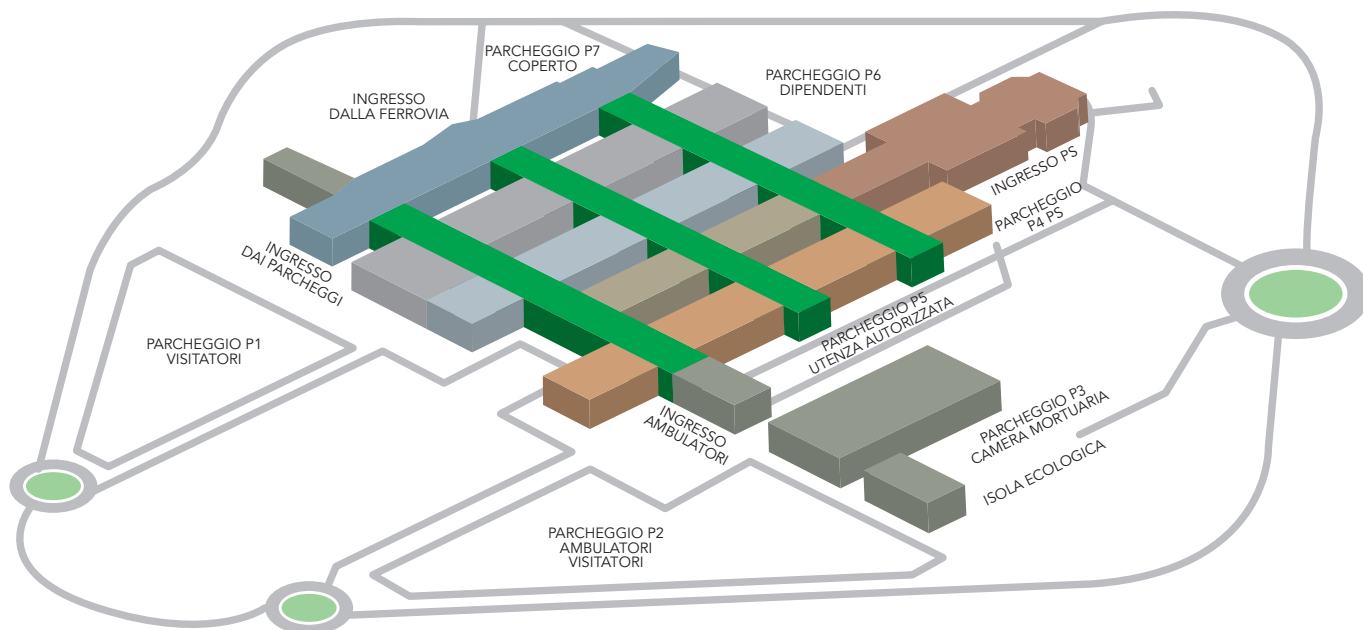 PARCHEGGIO P7
COPERTO
PARCHEGGIO P6
DIPENDENTI
INGRESSO
DALLA FERROVIA
INGRESSO PS
PARCHEGGIO
P4 PS
INGRESSO
DAI PARCHEGGI
PARCHEGGIO P1
VISITATORI
PARCHEGGIO P5
UTENZA AUTORIZZATA
INGRESSO
AMBULATORI
PARCHEGGIO P3
CAMERA MORTUARIA
ISOLA ECOLOGICA
PARCHEGGIO P2
AMBULATORI
VISITATORI